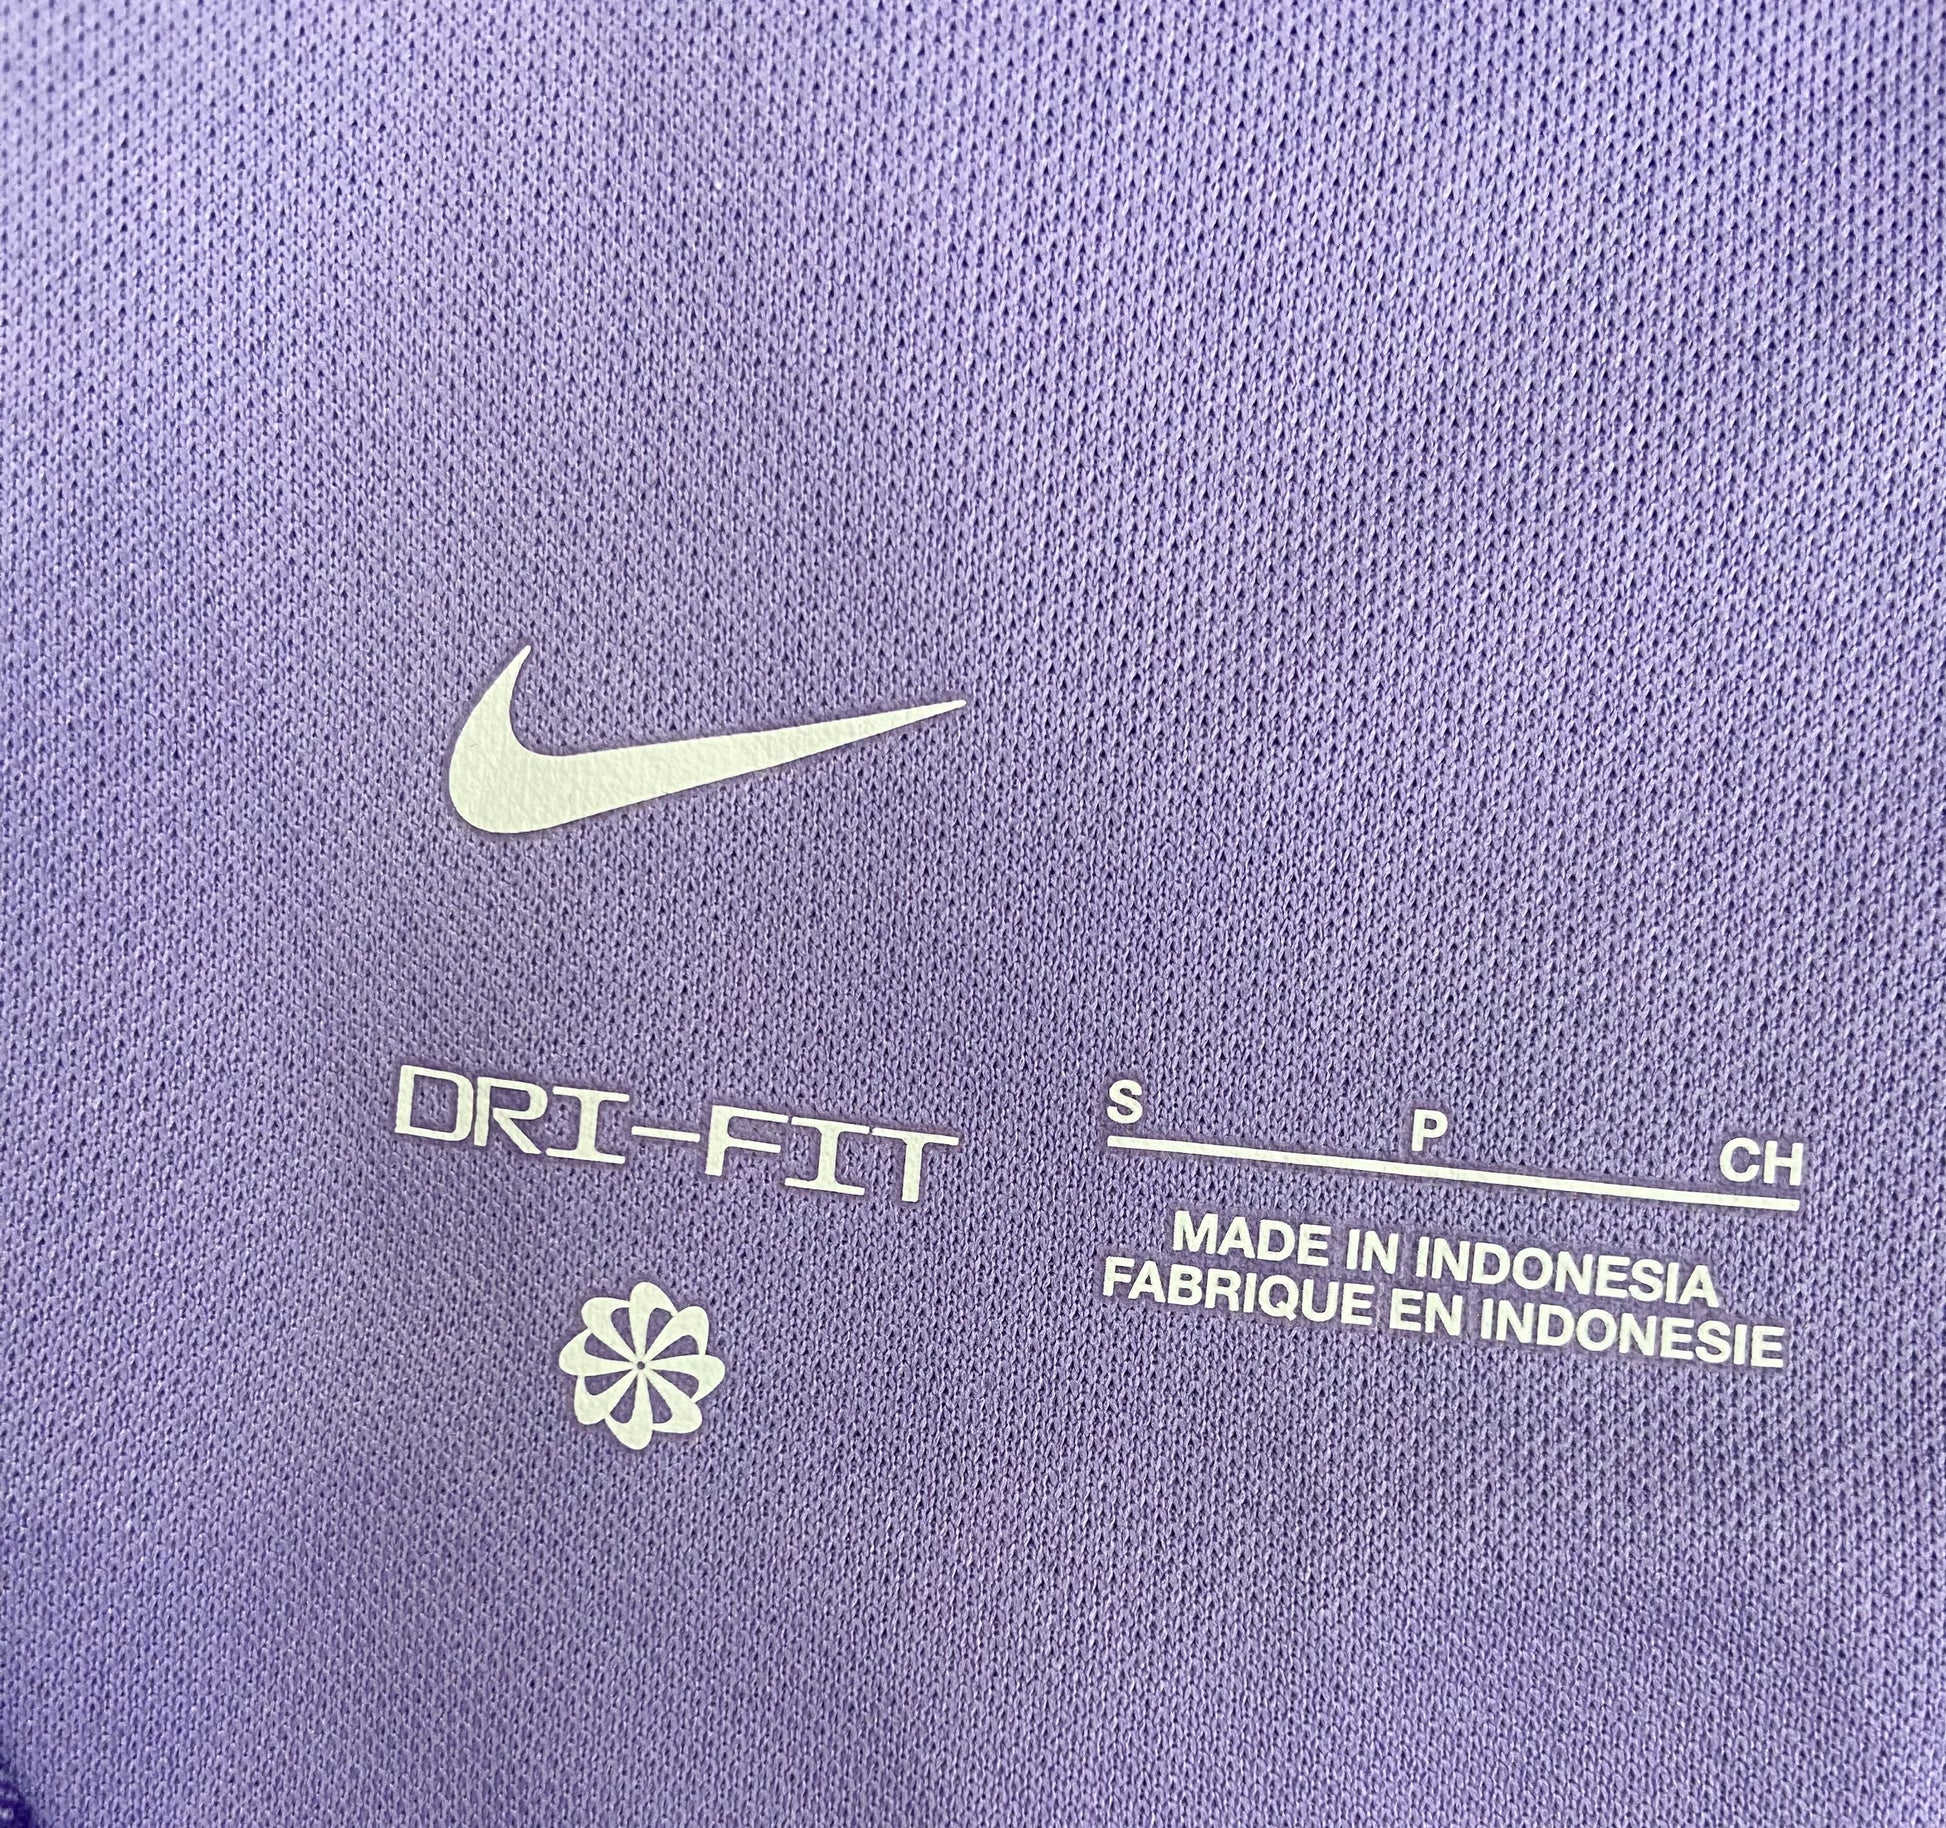 DRI-FIT
S P CH
MADE IN INDONESIA
FABRIQUE EN INDONESIE